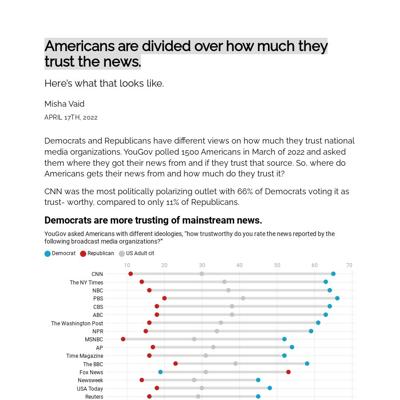 Americans are divided over how much they
trust the news.
Here's what that looks like.
Misha Vaid
APRIL 17TH, 2022
Democrats and Republicans have different views on how much they trust national
media organizations. YouGov polled 1500 Americans in March of 2022 and asked
them where they got their news from and if they trust that source. So, where do
Americans gets their news from and how much do they trust it?
CNN was the most politically polarizing outlet with 66% of Democrats voting it as
trust- worthy, compared to only 11% of Republicans.
Democrats are more trusting of mainstream news.
YouGov asked Americans with different ideologies, "how trustworthy do you rate the news reported by the
following broadcast media organizations?"
Democrat Republican US Adult cit
10 20 30 40 50 60 70
CNN
The NY Times
NBC
PBS
CBS
ABC
The Washington Post
NPR
MSNBC
AP
Time Magazine
The BBC
Fox News
Newsweek
USA Today
Reuters